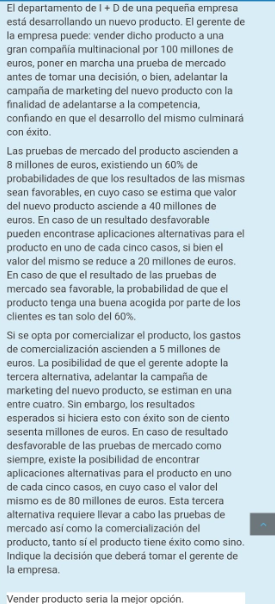 El departamento de I + D de una pequeña empresa
está desarrollando un nuevo producto. El gerente de
la empresa puede: vender dicho producto a una
gran compañía multinacional por 100 millones de
euros, poner en marcha una prueba de mercado
antes de tomar una decisión, o bien, adelantar la
campaña de marketing del nuevo producto con la
finalidad de adelantarse a la competencia,
confiando en que el desarrollo del mismo culminará
con éxito.
Las pruebas de mercado del producto ascienden a
8 millones de euros, existiendo un 60% de
probabilidades de que los resultados de las mismas
sean favorables, en cuyo caso se estima que valor
del nuevo producto asciende a 40 millones de
euros. En caso de un resultado desfavorable
pueden encontrase aplicaciones alternativas para el
producto en uno de cada cinco casos, si bien el
valor del mismo se reduce a 20 millones de euros.
En caso de que el resultado de las pruebas de
mercado sea favorable, la probabilidad de que el
producto tenga una buena acogida por parte de los
clientes es tan solo del 60%.
Si se opta por comercializar el producto, los gastos
de comercialización ascienden a 5 millones de
euros. La posibilidad de que el gerente adopte la
tercera alternativa, adelantar la campaña de
marketing del nuevo producto, se estiman en una
entre cuatro. Sin embargo, los resultados
esperados si hiciera esto con éxito son de ciento
sesenta millones de euros. En caso de resultado
desfavorable de las pruebas de mercado como
siempre, existe la posibilidad de encontrar
aplicaciones alternativas para el producto en uno
de cada cinco casos, en cuyo caso el valor del
mismo es de 80 millones de euros. Esta tercera
alternativa requiere llevar a cabo las pruebas de
mercado así como la comercialización del
producto, tanto sí el producto tiene éxito como sino.
Indique la decisión que deberá tomar el gerente de
la empresa.
Vender producto seria la mejor opción.